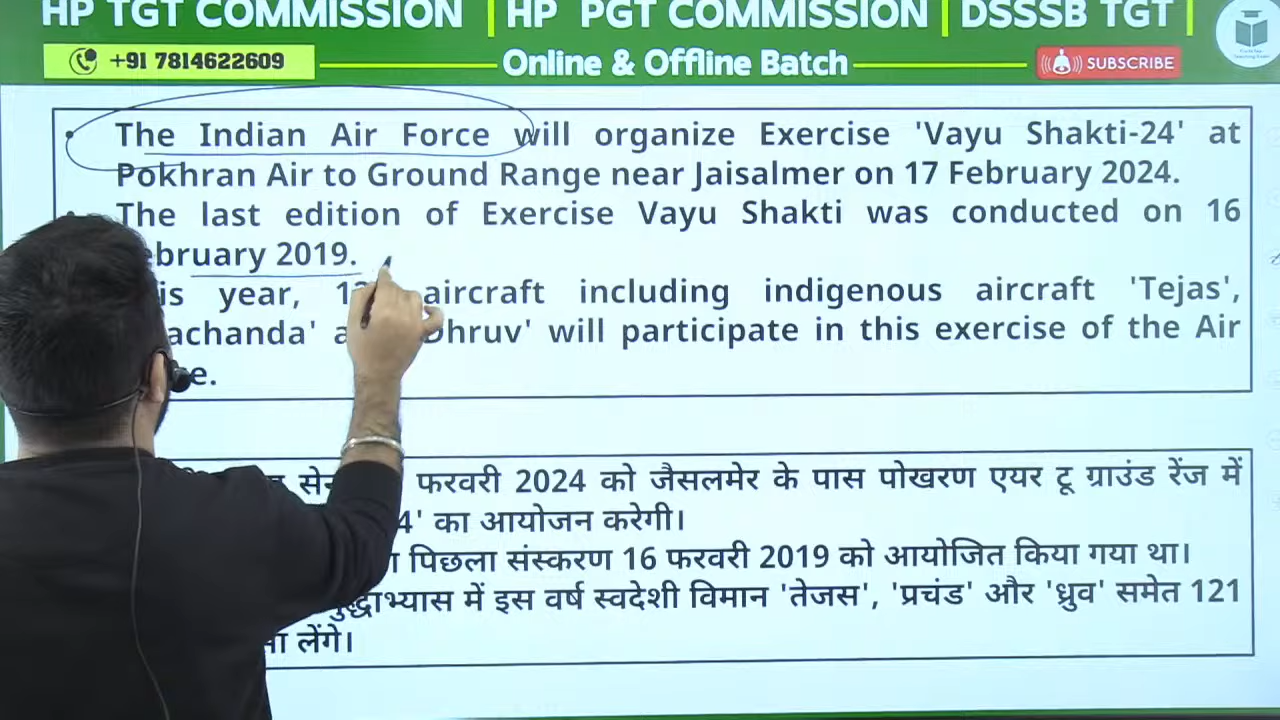 HP TGT COMMISSION | HP PGT COMMISSION | DSSSB TGT |
+91 7814622609
Online & Offline Batch
SUBSCRIBE
• The Indian Air Force will organize Exercise 'Vayu Shakti-24' at
Pokhran Air to Ground Range near Jaisalmer on 17 February 2024.
The last edition of Exercise Vayu Shakti was conducted on 16
ebruary 2019.
is year, aircraft including indigenous aircraft 'Tejas',
achanda' Dhruv' will participate in this exercise of the Air
e.
फरवरी 2024 को जैसलमेर के पास पोखरण एयर टू ग्राउंड रेंज में
4' का आयोजन करेगी।
पिछला संस्करण 16 फरवरी 2019 को आयोजित किया गया था।
युद्धाभ्यास में इस वर्ष स्वदेशी विमान 'तेजस', 'प्रचंड' और 'ध्रुव' समेत 121
लेंगे।